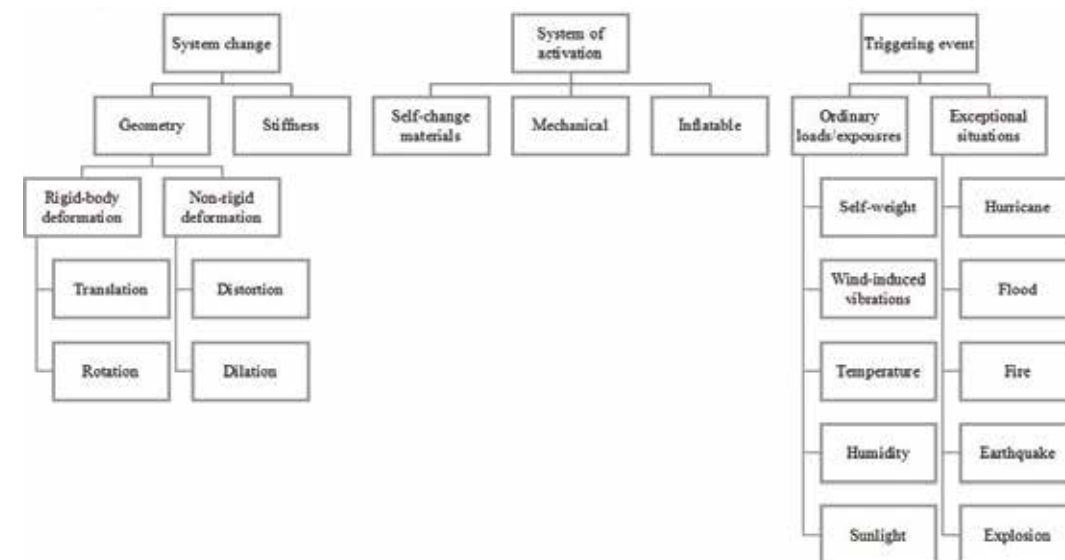 System change
Geometry
Stiffness
Rigid-body
deformation
Non-rigid
deformation
Translation
Distortion
Rotation
Dilation
System of
activation
Self-change
materials
Mechanical
Inflatable
Triggering event
Ordinary
loads/expousres
Exceptional
situations
Self-weight
Hurricane
Wind-induced
vibrations
Flood
Temperature
Fire
Humidity
Earthquake
Sunlight
Explosion